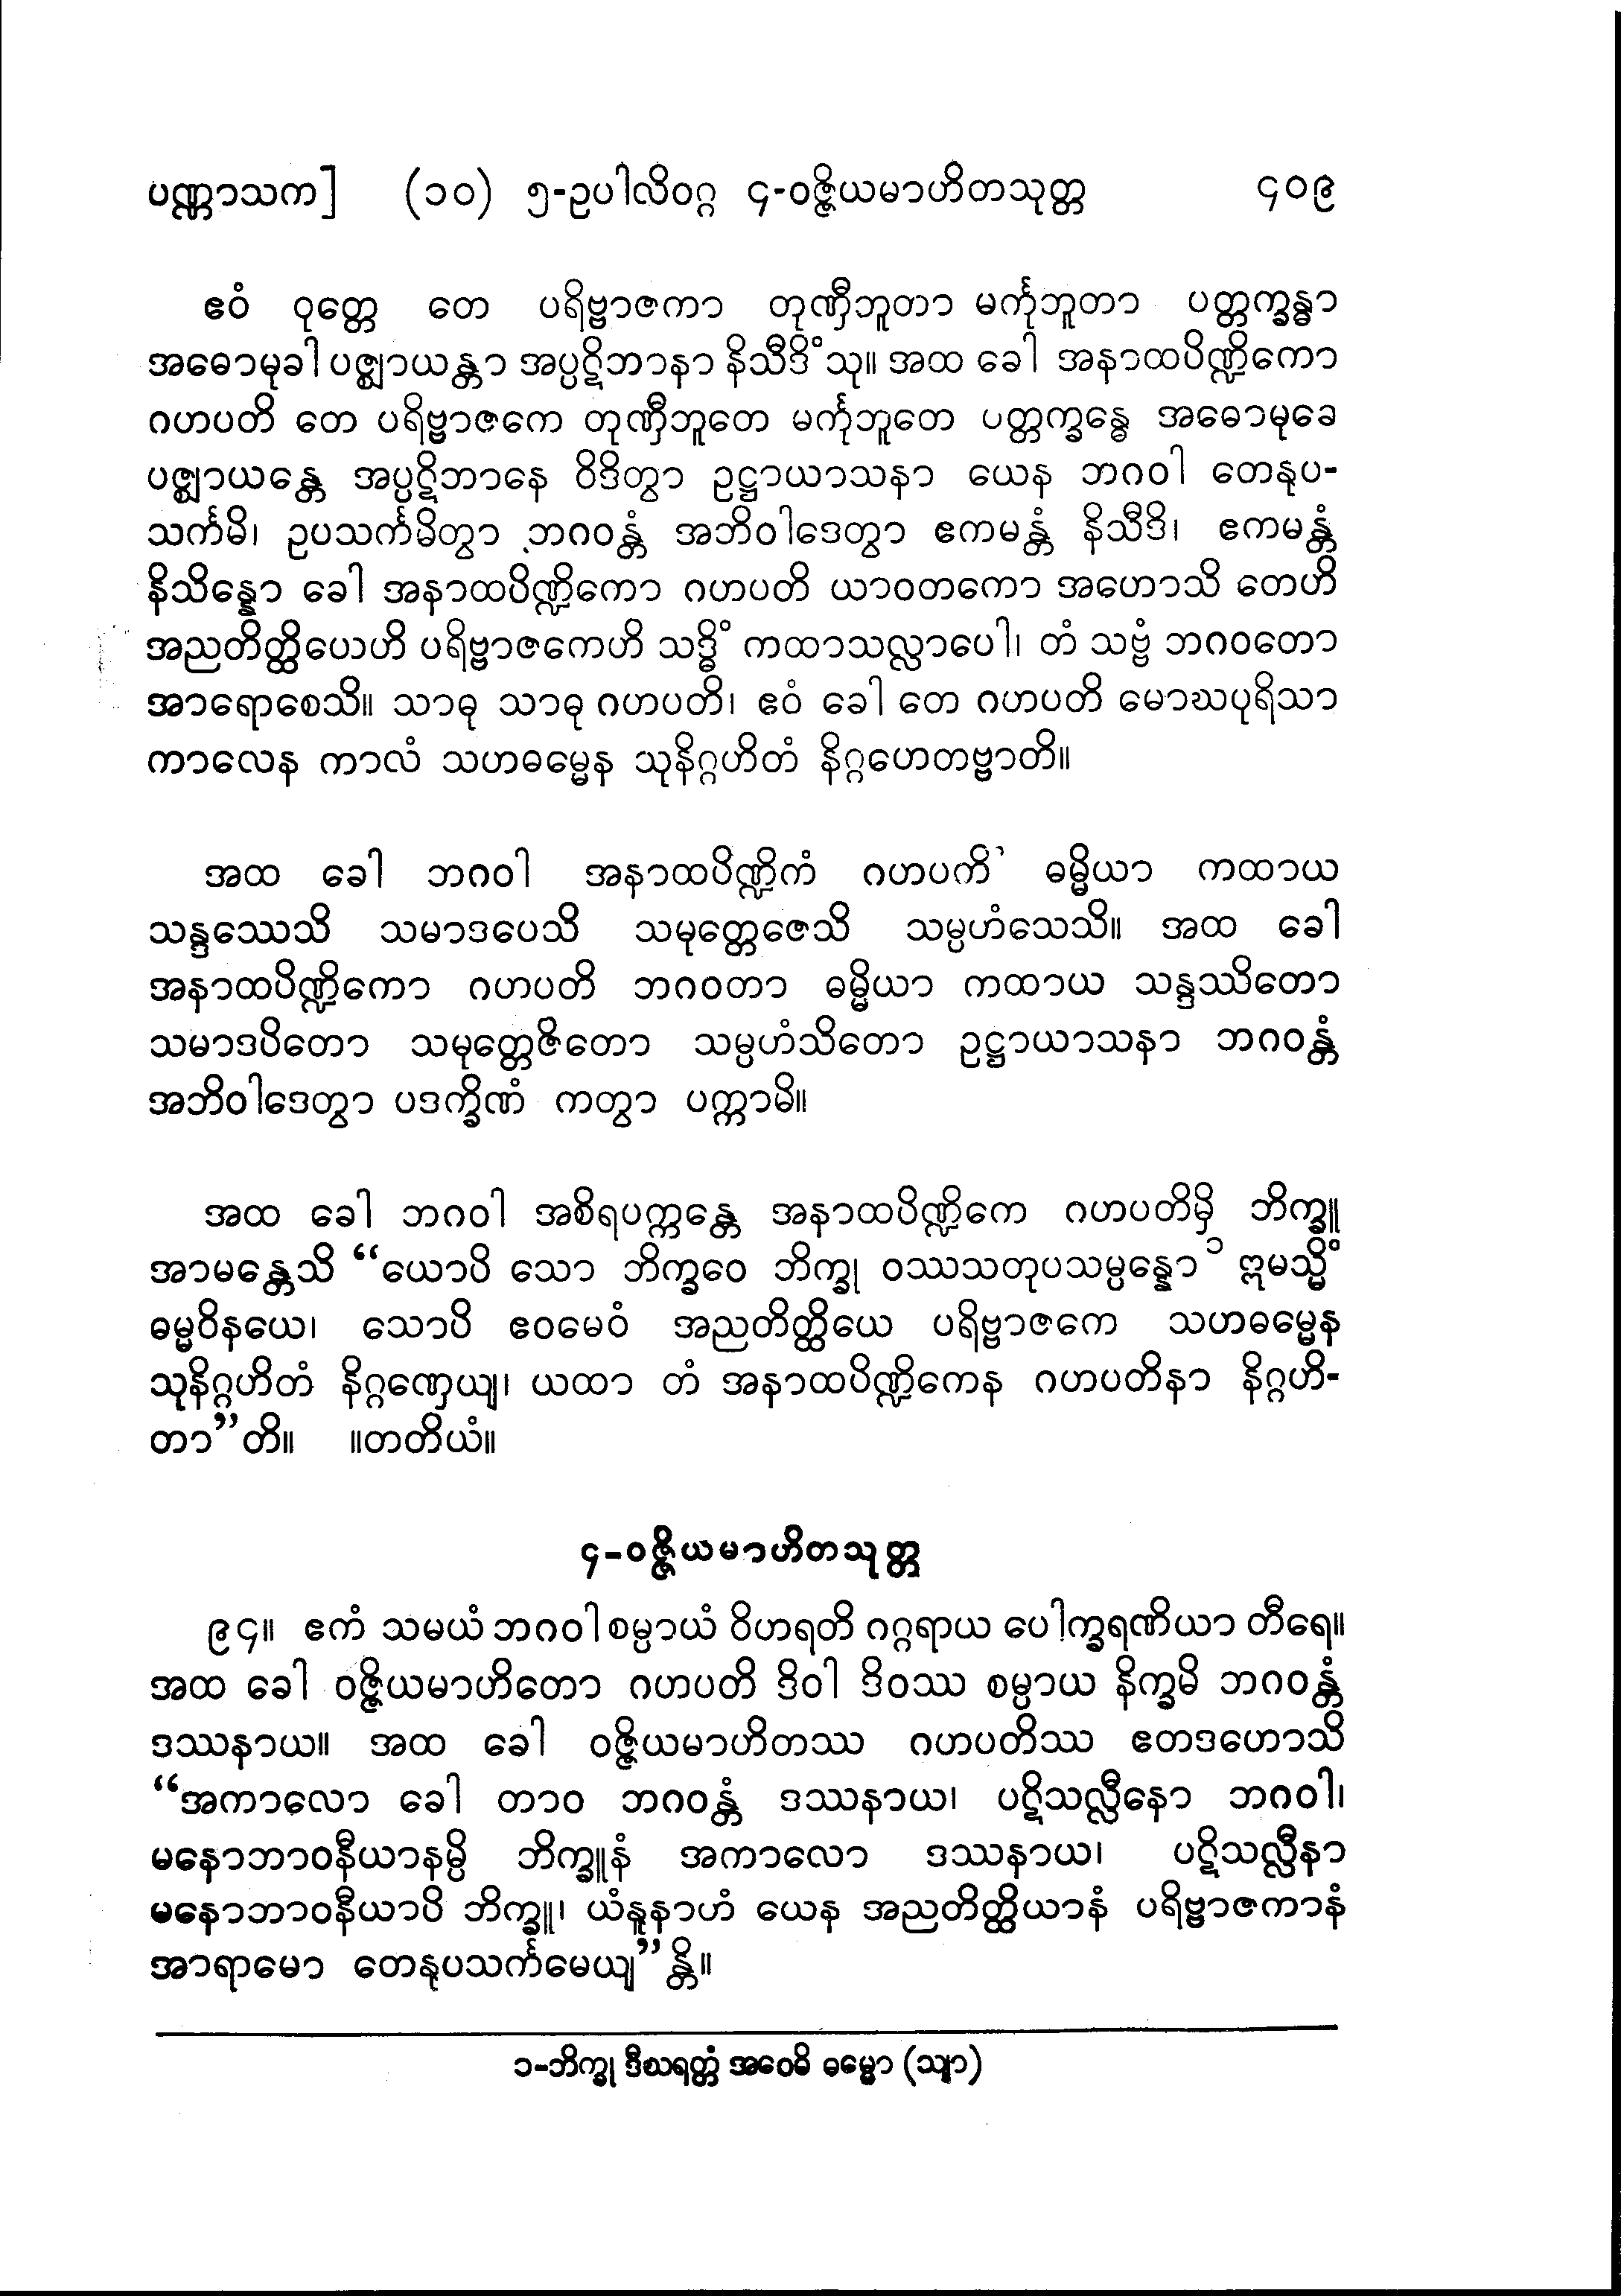 ပဏ္ဏာသက] (၁၀) ၅-ဥပါလိဝဂ္ဂ ၄-ဝဇ္ဇိယမာဟိတသုတ္တ ၄၀၉
ဧဝံ ဝုတ္တေ တေ ပရိဗ္ဗာဇကာ တုဏှီဘူတာ မင်္ကုဘူတာ ပတ္တက္ခန္ဓာ
အဓောမုခါ ပဇ္ဈာယန္တာ အပ္ပဋိဘာနာ နိသီဒိံသု။ အထ ခေါ အနာထပိဏ္ဍိကော
ဂဟပတိ တေ ပရိဗ္ဗာဇကေ တုဏှီဘူတေ မင်္ကုဘူတေ ပတ္တက္ခန္ဓေ အဓောမုခေ
ပဇ္ဈာယန္တေ အပ္ပဋိဘာနေ ဝိဒိတွာ ဥဋ္ဌာယာသနာ ယေန ဘဂဝါ တေနုပ-
သင်္ကမိ၊ ဥပသင်္ကမိတွာ ဘဂဝန္တံ အဘိဝါဒေတွာ ဧကမန္တံ နိသီဒိ၊ ဧကမန္တံ
နိသိန္နော ခေါ အနာထပိဏ္ဍိကော ဂဟပတိ ယာဝတကော အဟောသိ တေဟိ
အညတိတ္ထိယေဟိ ပရိဗ္ဗာဇကေဟိ သဒ္ဓိံ ကထာသလ္လာပေါ၊ တံ သဗ္ဗံ ဘဂဝတော
အာရောစေသိ။ သာဓု သာဓု ဂဟပတိ၊ ဧဝံ ခေါ တေ ဂဟပတိ မောဃပုရိသာ
ကာလေန ကာလံ သဟဓမ္မေန သုနိဂ္ဂဟိတံ နိဂ္ဂဟေတဗ္ဗာတိ။
အထ ခေါ ဘဂဝါ အနာထပိဏ္ဍိကံ ဂဟပတိံ ဓမ္မိယာ ကထာယ
သန္ဒဿေသိ သမာဒပေသိ သမုတ္တေဇေသိ သမ္ပဟံသေသိ။ အထ ခေါ
အနာထပိဏ္ဍိကော ဂဟပတိ ဘဂဝတာ ဓမ္မိယာ ကထာယ သန္ဒဿိတော
သမာဒပိတော သမုတ္တေဇိတော သမ္ပဟံသိတော ဥဋ္ဌာယာသနာ ဘဂဝန္တံ
အဘိဝါဒေတွာ ပဒက္ခိဏံ ကတွာ ပက္ကာမိ။
အထ ခေါ ဘဂဝါ အစိရပက္ကန္တေ အနာထပိဏ္ဍိကေ ဂဟပတိမှိ ဘိက္ခူ
အာမန္တေသိ “ယောပိ သော ဘိက္ခဝေ ဘိက္ခု ဝဿသတုပသမ္ပန္နော ၁ ဣမသ္မိံ
ဓမ္မဝိနယေ၊ သောပိ ဧဝမေဝံ အညတိတ္ထိယေ ပရိဗ္ဗာဇကေ သဟဓမ္မေန
သုနိဂ္ဂဟိတံ နိဂ္ဂဏှေယျ၊ ယထာ တံ အနာထပိဏ္ဍိကေန ဂဟပတိနာ နိဂ္ဂဟိ-
တာ”တိ။ ။တတိယံ။
၄-ဝဇ္ဇိယမာဟိတသုတ္တ
၉၄။ ဧကံ သမယံ ဘဂဝါ စမ္ပာယံ ဝိဟရတိ ဂဂ္ဂရာယ ပေါက္ခရဏိယာ တီရေ။
အထ ခေါ ဝဇ္ဇိယမာဟိတော ဂဟပတိ ဒိဝါ ဒိဝဿ စမ္ပာယ နိက္ခမိ ဘဂဝန္တံ
ဒဿနာယ။ အထ ခေါ ဝဇ္ဇိယမာဟိတဿ ဂဟပတိဿ ဧတဒဟောသိ
“အကာလော ခေါ တာဝ ဘဂဝန္တံ ဒဿနာယ၊ ပဋိသလ္လီနော ဘဂဝါ၊
မနောဘာဝနီယာနမ္ပိ ဘိက္ခူနံ အကာလော ဒဿနာယ၊ ပဋိသလ္လီနာ
မနောဘာဝနီယာပိ ဘိက္ခူ၊ ယံနူနာဟံ ယေန အညတိတ္ထိယာနံ ပရိဗ္ဗာဇကာနံ
အာရာမော တေနုပသင်္ကမေယျ”န္တိ။
၁-ဘိက္ခု ဒီဃရတ္တံ အဝေဓိ ဓမ္မော (သျာ)